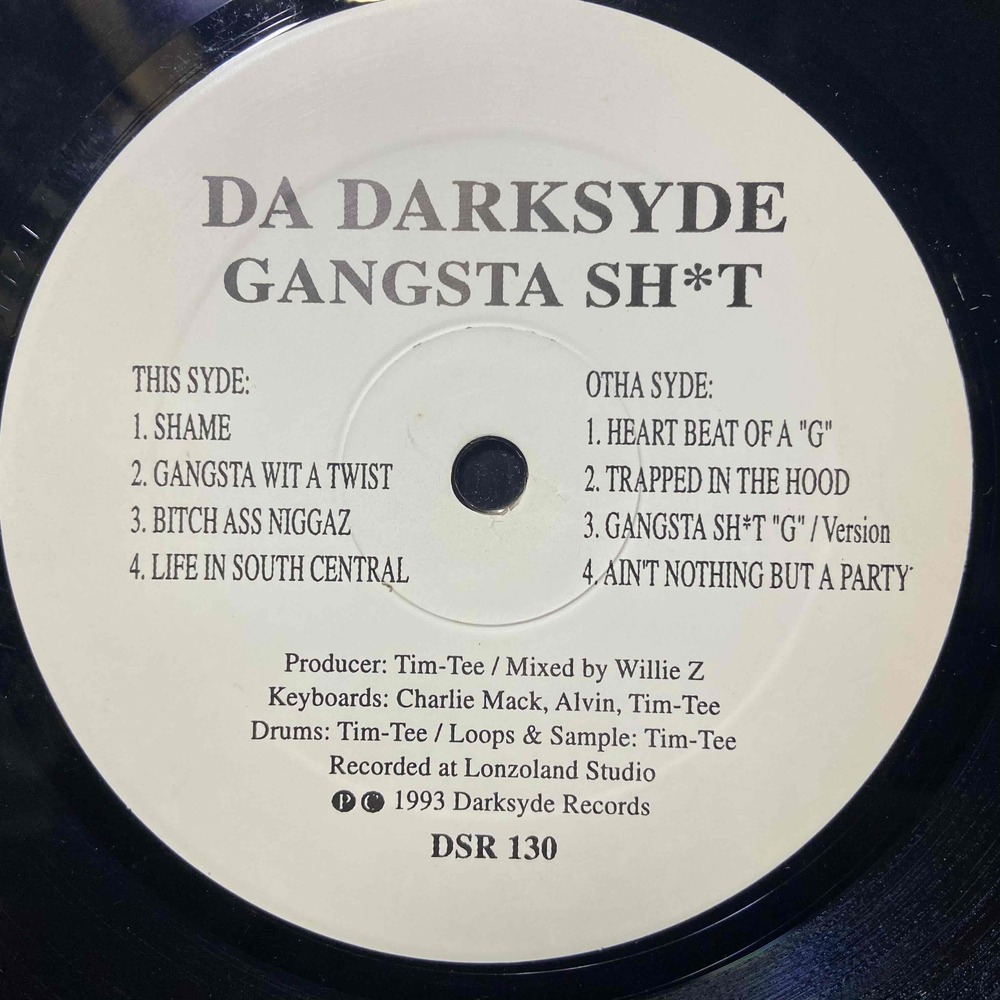 DA DARKSYDE
GANGSTA SH*T
THIS SYDE:
1. SHAME
2. GANGSTA WIT A TWIST
3. BITCH ASS NIGGAZ
4. LIFE IN SOUTH CENTRAL
OTHA SYDE:
1. HEART BEAT OF A "G"
2. TRAPPED IN THE HOOD
3. GANGSTA SH*T "G" / Version
4. AIN'T NOTHING BUT A PARTY
Producer: Tim-Tee / Mixed by Willie Z
Keyboards: Charlie Mack, Alvin, Tim-Tee
Drums: Tim-Tee / Loops & Sample: Tim-Tee
Recorded at Lonzoland Studio
℗ © 1993 Darksyde Records
DSR 130